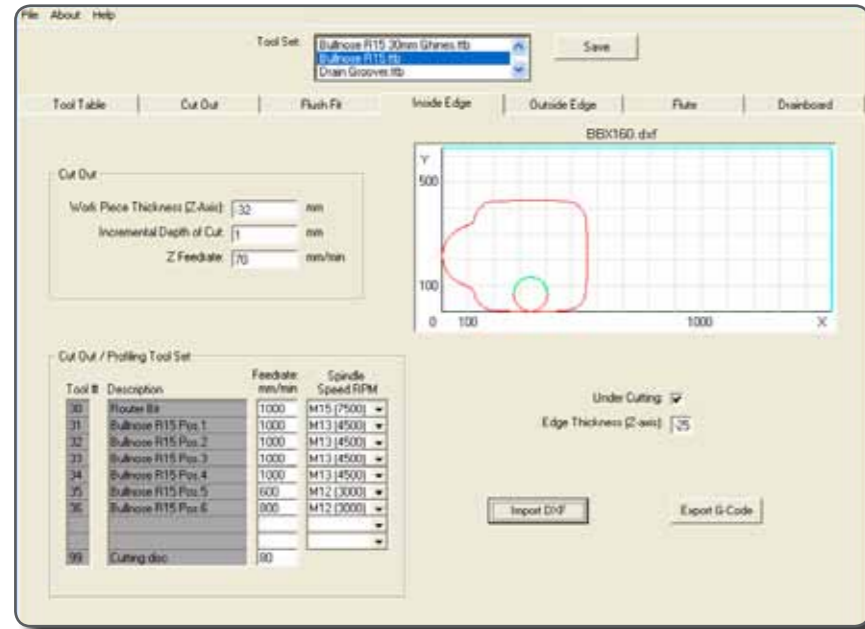 File About Help
Tool Set: Bullnose R15 30mm Ghines.ttb
Bullnose R15.ttb
Drain Groover.ttb
Save
Tool Table Cut Out Flush Fit Inside Edge Outside Edge Flute Drainboard
BBX160.dxf
Y
500
100
0 100 1000 X
Cut Out
Work Piece Thickness (Z-Axis): -32 mm
Incremental Depth of Cut: 1 mm
Z Feedrate: 70 mm/min
Cut Out / Profiling Tool Set
Feedrate: Spindle
Tool # Description mm/min Speed RPM
30 Router Bit 1000 M15 (7500)
31 Bullnose R15 Pos.1 1000 M13 (4500)
32 Bullnose R15 Pos.2 1000 M13 (4500)
33 Bullnose R15 Pos.3 1000 M13 (4500)
34 Bullnose R15 Pos.4 1000 M13 (4500)
35 Bullnose R15 Pos.5 600 M12 (3000)
36 Bullnose R15 Pos.6 800 M12 (3000)
99 Cutting disc 80
Under Cutting:
Edge Thickness (Z-axis): -25
Import DXF Export G-Code